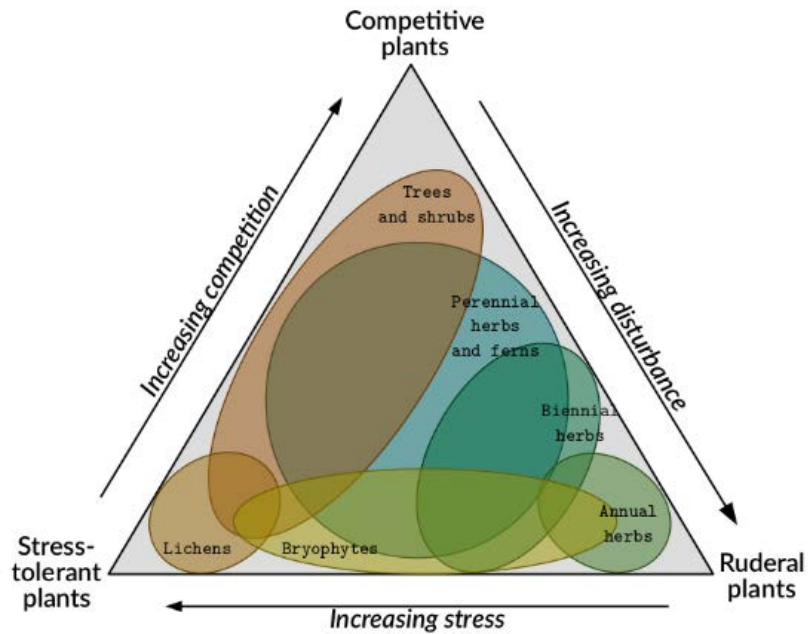 Competitive
plants
Trees
and shrubs
Increasing competition
Increasing disturbance
Perennial
herbs
and ferns
Biennial
herbs
Annual
herbs
Lichens
Bryophytes
Stress-
tolerant
plants
Ruderal
plants
Increasing stress